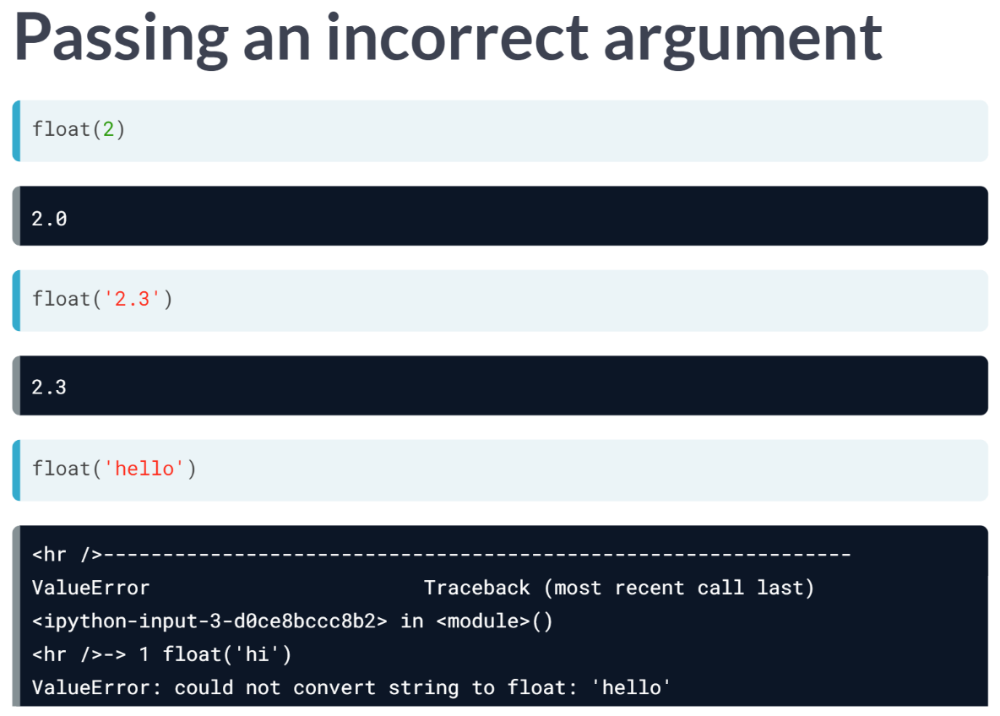 Passing an incorrect argument
float(2)
2.0
float('2.3')
2.3
float('hello')
<hr />---------------------------------------------------------------
ValueError                       Traceback (most recent call last)
<ipython-input-3-d0ce8bccc8b2> in <module>()
<hr />-> 1 float('hi')
ValueError: could not convert string to float: 'hello'